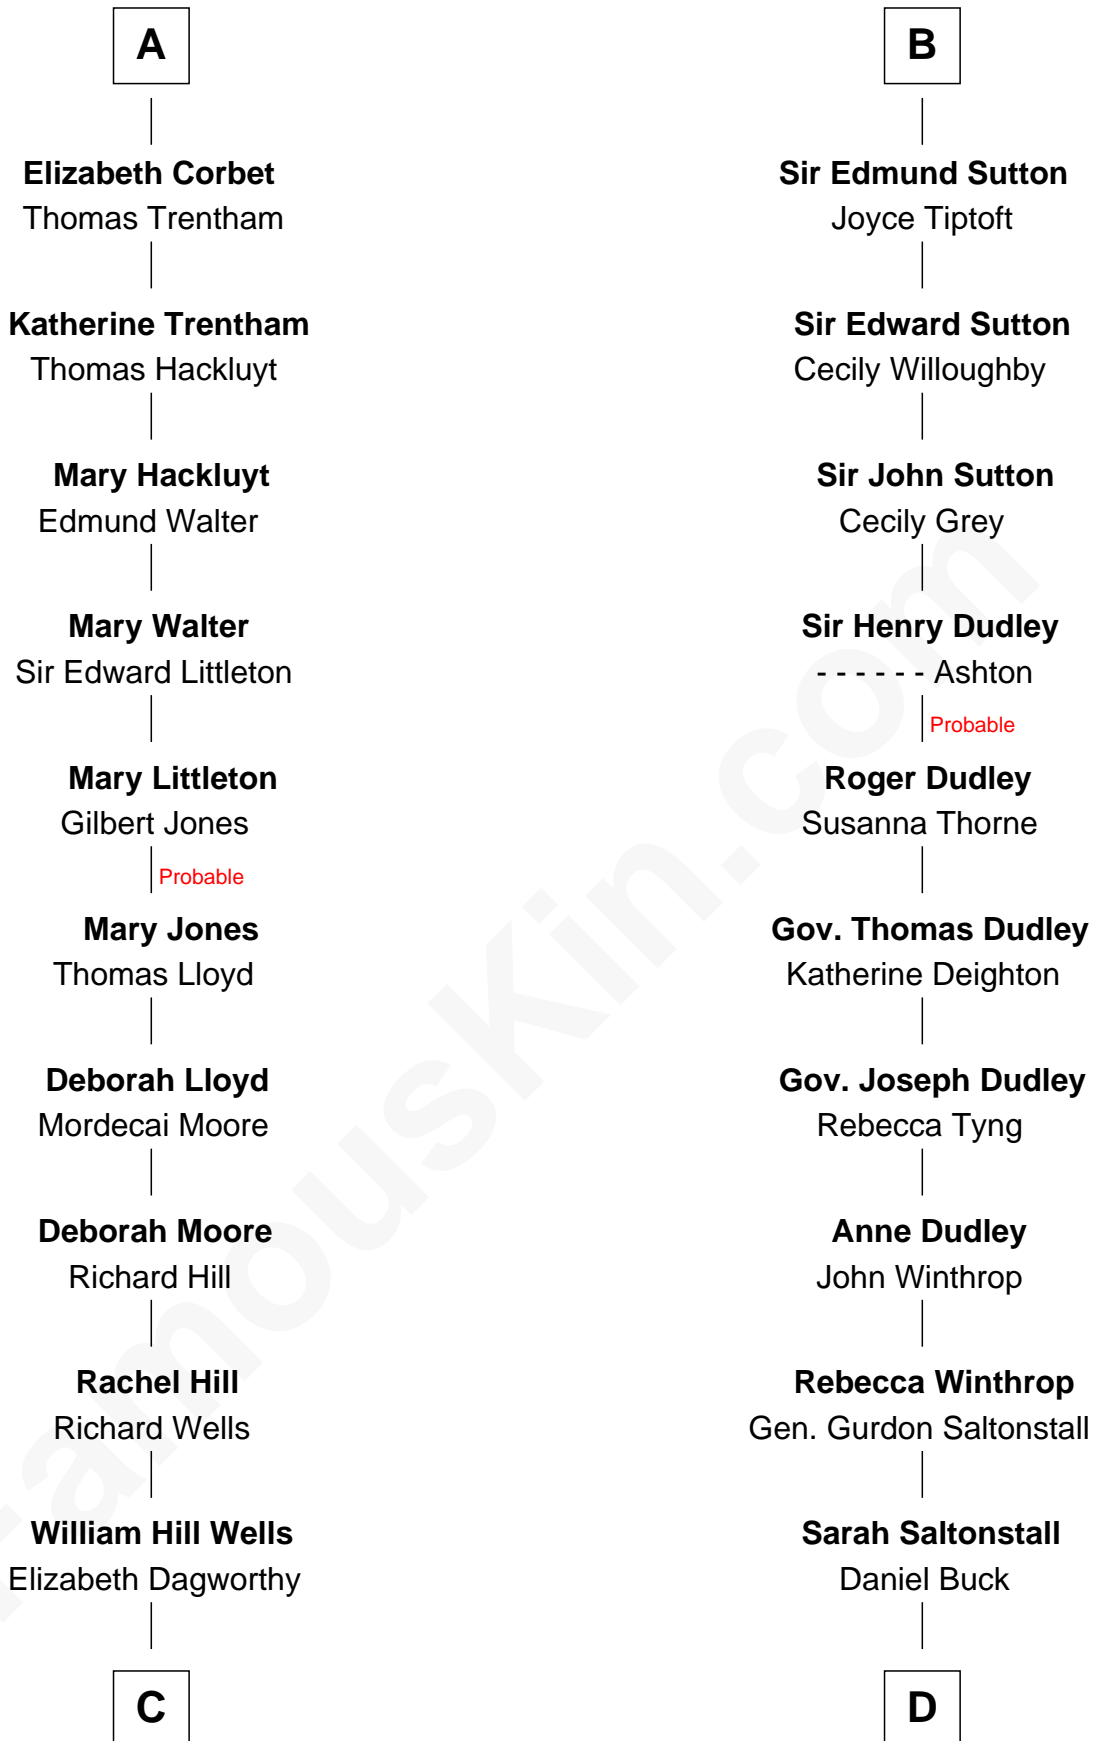 A
Elizabeth Corbet
Thomas Trentham
Katherine Trentham
Thomas Hackluyt
Mary Hackluyt
Edmund Walter
Mary Walter
Sir Edward Littleton
Mary Littleton
Gilbert Jones
Probable
Mary Jones
Thomas Lloyd
Deborah Lloyd
Mordecai Moore
Deborah Moore
Richard Hill
Rachel Hill
Richard Wells
William Hill Wells
Elizabeth Dagworthy
C
B
Sir Edmund Sutton
Joyce Tiptoft
Sir Edward Sutton
Cecily Willoughby
Sir John Sutton
Cecily Grey
Sir Henry Dudley
- - - - - - Ashton
Probable
Roger Dudley
Susanna Thorne
Gov. Thomas Dudley
Katherine Deighton
Gov. Joseph Dudley
Rebecca Tyng
Anne Dudley
John Winthrop
Rebecca Winthrop
Gen. Gurdon Saltonstall
Sarah Saltonstall
Daniel Buck
D
FamousKin.com